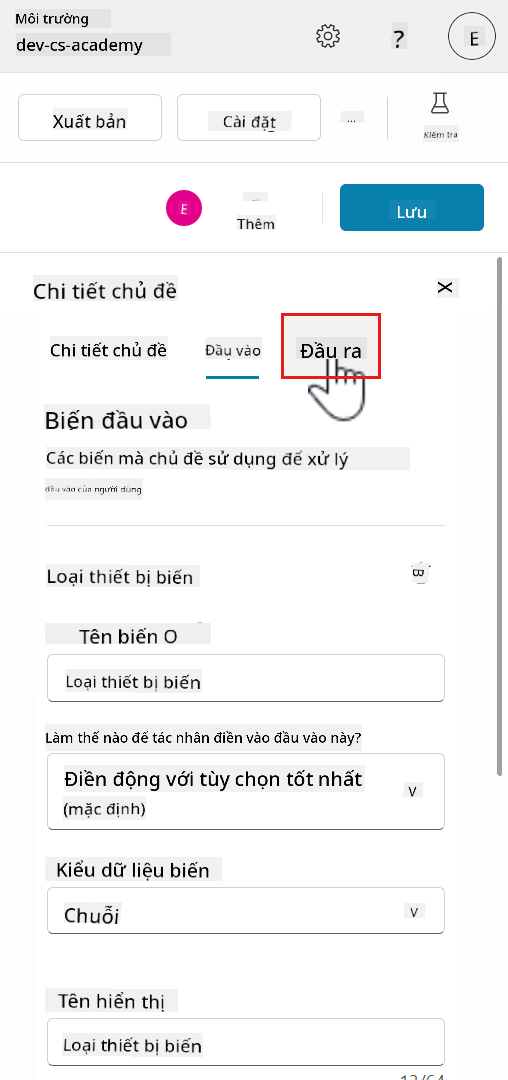 Môi trường
dev-cs-academy
?
E
Xuất bản
Cài đặt
...
Kiểm tra
E
...
Thêm
Lưu
Chi tiết chủ đề
Chi tiết chủ đề
Đầu vào
Đầu ra
Biến đầu vào
Các biến mà chủ đề sử dụng để xử lý
đầu vào của người dùng
Loại thiết bị biến
Tên biến O
Loại thiết bị biến
Làm thế nào để tác nhân điền vào đầu vào này?
Điền động với tùy chọn tốt nhất
(mặc định)
Kiểu dữ liệu biến
Chuỗi
Tên hiển thị
Loại thiết bị biến